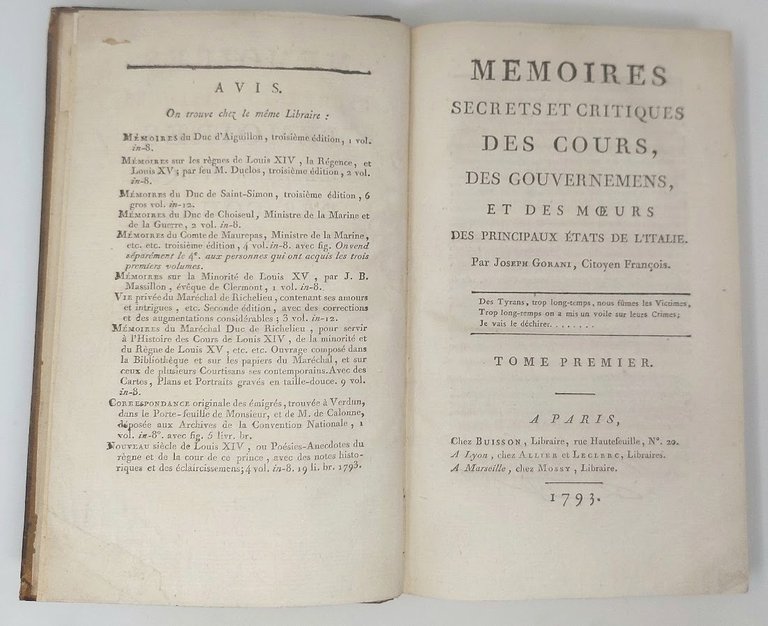 AVIS.
On trouve chez le même Libraire :
MÉMOIRES du Duc d'Aiguillon, troisième édition, 1 vol.
in-8.
MÉMOIRES sur les règnes de Louis XIV, la Régence, et
Louis XV; par feu M. Duclos, troisième édition, 2 vol.
in-8.
MÉMOIRES du Duc de Saint-Simon, troisième édition, 6
gros vol. in-12.
MÉMOIRES du Duc de Choiseul, Ministre de la Marine et
de la Guerre, 2 vol. in-8.
MÉMOIRES du Comte de Maurepas, Ministre de la Marine,
etc. etc. troisième édition, 4 vol. in-8. avec fig. On vend
séparément le 4e. aux personnes qui ont acquis les trois
premiers volumes.
MÉMOIRES sur la Minorité de Louis XV, par J. B.
Massillon, évêque de Clermont, 1 vol. in-8.
VIE privée du Maréchal de Richelieu, contenant ses amours
et intrigues, etc. Seconde édition, avec des corrections
et des augmentations considérables; 3 vol. in-12.
MÉMOIRES du Maréchal Duc de Richelieu, pour servir
à l'Histoire des Cours de Louis XIV, de la minorité et
du Règne de Louis XV, etc. etc. Ouvrage composé dans
la Bibliothèque et sur les papiers du Maréchal, et sur
ceux de plusieurs Courtisans ses contemporains. Avec des
Cartes, Plans et Portraits gravés en taille-douce. 9 vol.
in-8.
CORRESPONDANCE originale des émigrés, trouvée à Verdun,
dans le Porte-feuille de Monsieur, et de M. de Calonne,
déposée aux Archives de la Convention Nationale, 1
vol. in-8°. avec fig. 5 livr. br.
NOUVEAU siècle de Louis XIV, ou Poésies-Anecdotes du
règne et de la cour de ce prince, avec des notes histo-
riques et des éclaircissemens; 4 vol. in-8. 19 li. br. 1793.
MEMOIRES
SECRETS ET CRITIQUES
DES COURS,
DES GOUVERNEMENS,
ET DES MŒURS
DES PRINCIPAUX ÉTATS DE L'ITALIE.
Par JOSEPH GORANI, Citoyen François.
Des Tyrans, trop long-temps, nous fûmes les Victimes,
Trop long-temps on a mis un voile sur leurs Crimes;
Je vais le déchirer........
TOME PREMIER.
A PARIS,
Chez BUISSON, Libraire, rue Hautefeuille, N°. 20.
A Lyon, chez ALLIER et LECLERC, Libraires.
A Marseille, chez MOSSY, Libraire.
1793.